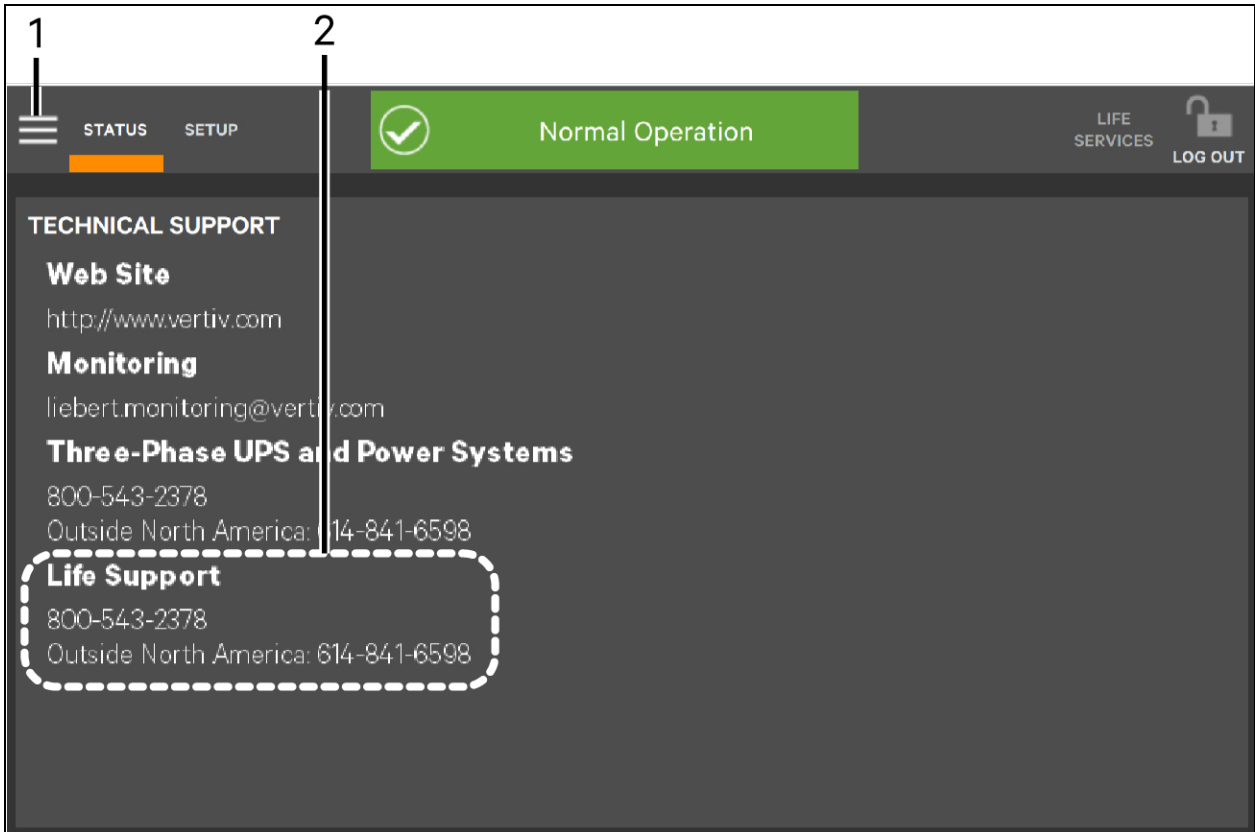 1 2
STATUS SETUP Normal Operation LIFE
SERVICES LOG OUT
TECHNICAL SUPPORT
Web Site
http://www.vertiv.com
Monitoring
liebert.monitoring@vertiv.com
Three-Phase UPS and Power Systems
800-543-2378
Outside North America: 614-841-6598
Life Support
800-543-2378
Outside North America: 614-841-6598